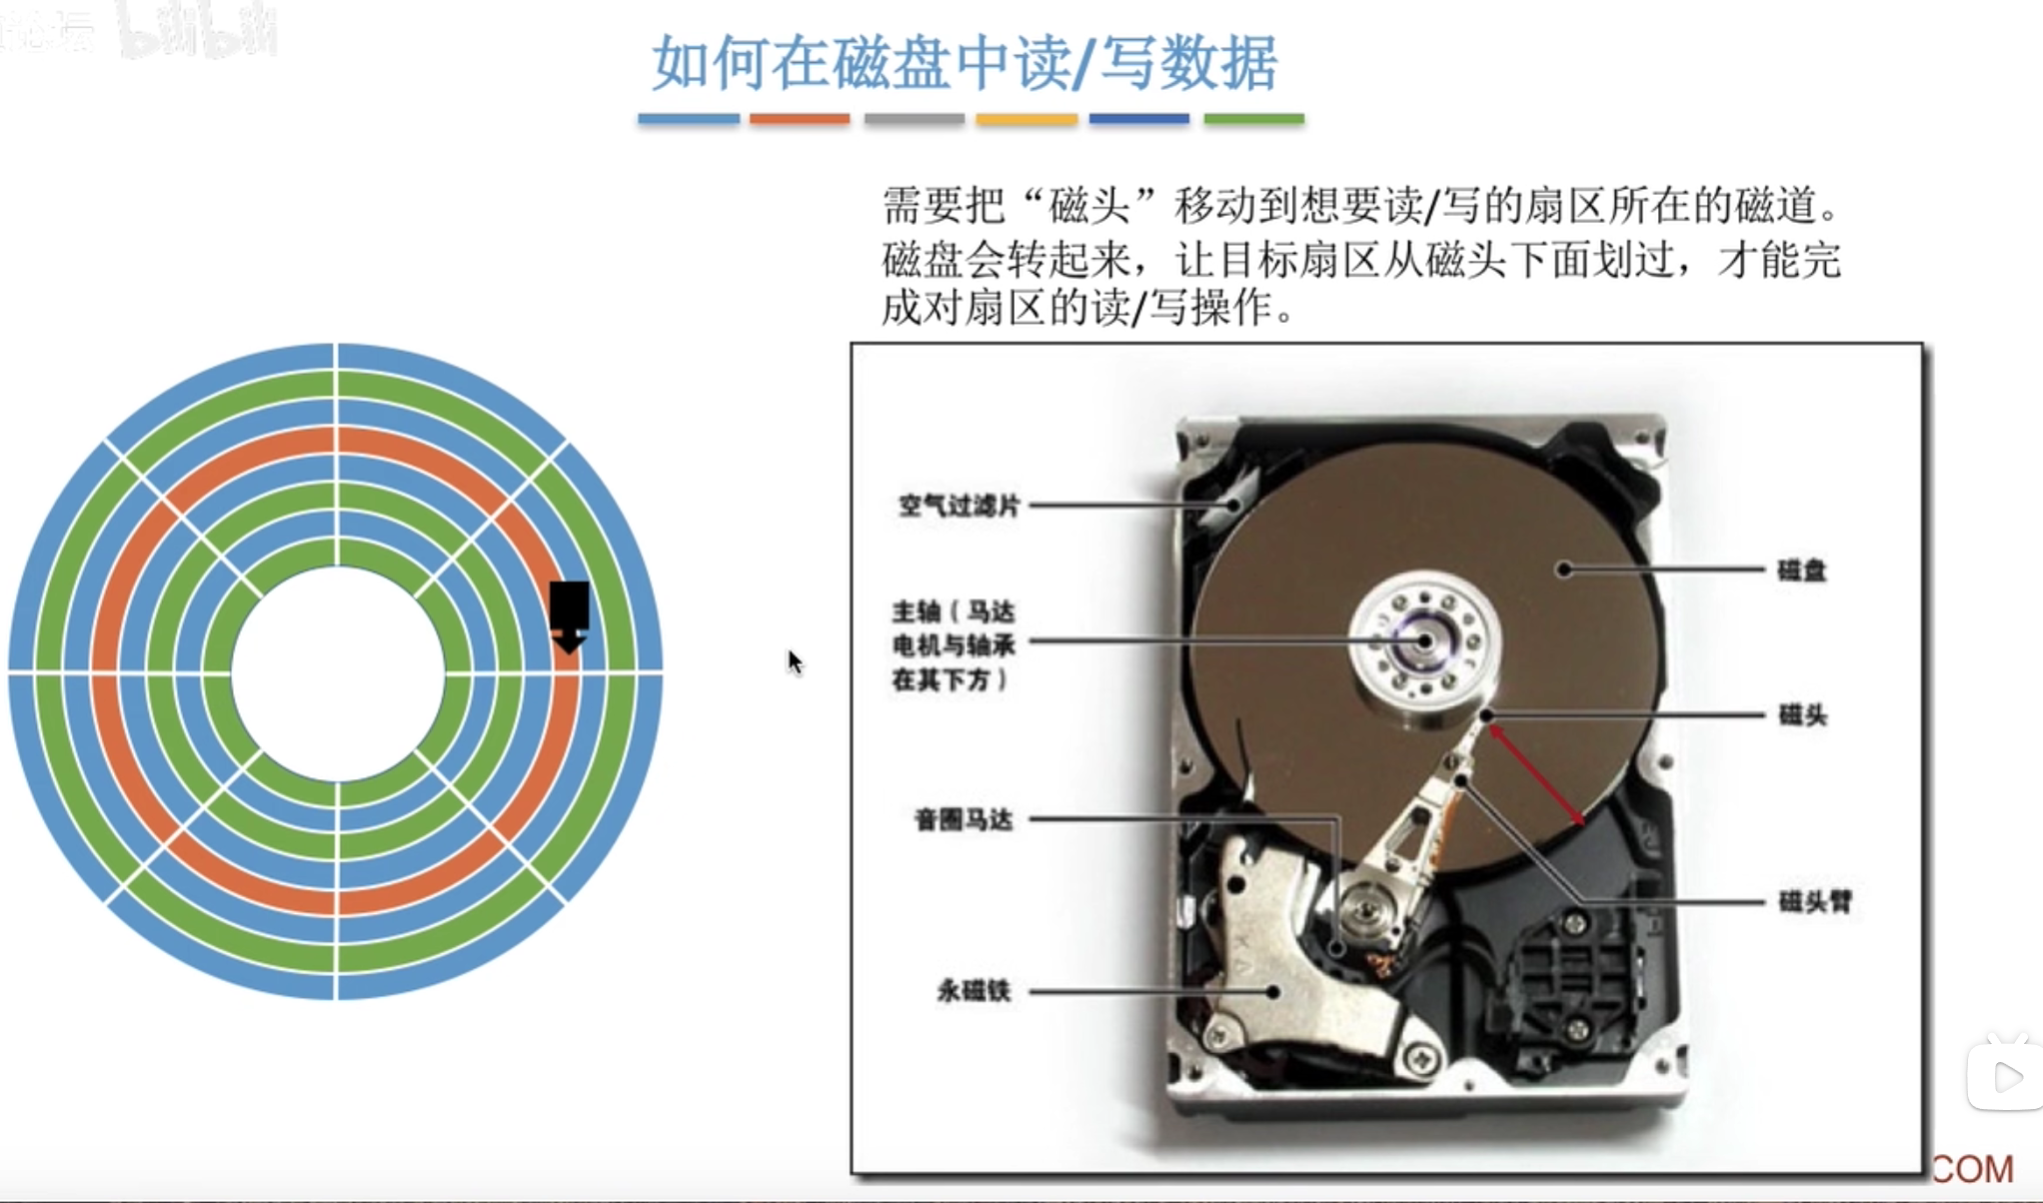 论坛 bilibili
如何在磁盘中读/写数据
需要把“磁头”移动到想要读/写的扇区所在的磁道。
磁盘会转起来，让目标扇区从磁头下面划过，才能完
成对扇区的读/写操作。
空气过滤片
磁盘
主轴（马达
电机与轴承
在其下方）
磁头
音圈马达
磁头臂
永磁铁
COM